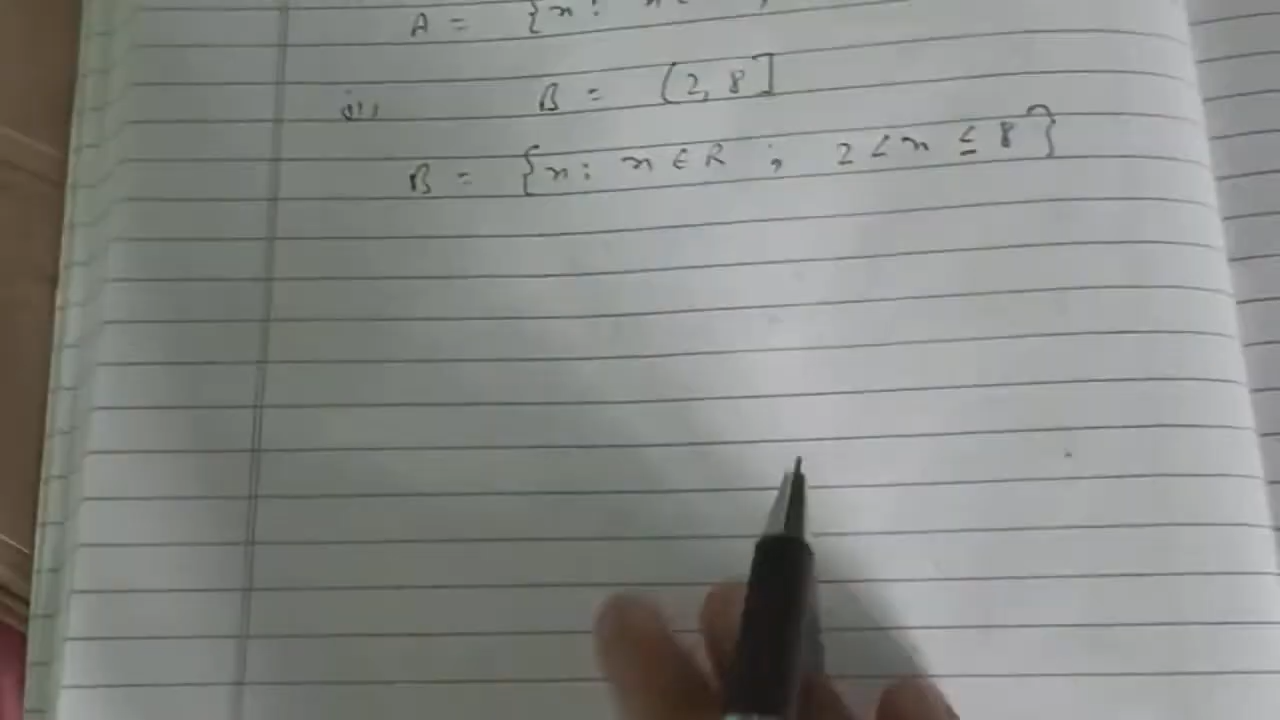 A = {x : x ∈
ii) B = (2, 8]
B = {x : x ∈ R ; 2 < x ≤ 8}